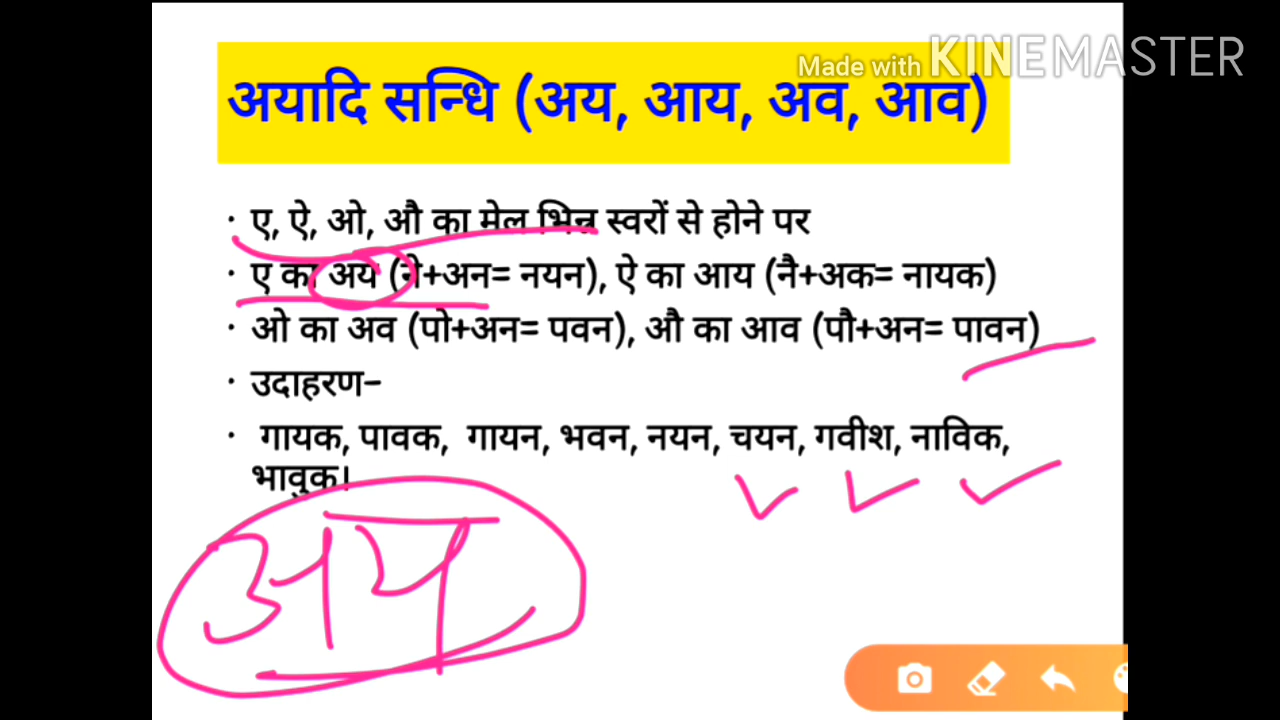 Made with KINEMASTER
अयादि सन्धि (अय, आय, अव, आव)
· ए, ऐ, ओ, औ का मेल भिन्न स्वरों से होने पर
· ए का अय (ने+अन= नयन), ऐ का आय (नै+अक= नायक)
· ओ का अव (पो+अन= पवन), औ का आव (पौ+अन= पावन)
· उदाहरण–
· गायक, पावक, गायन, भवन, नयन, चयन, गवीश, नाविक,
भावुक।
अय